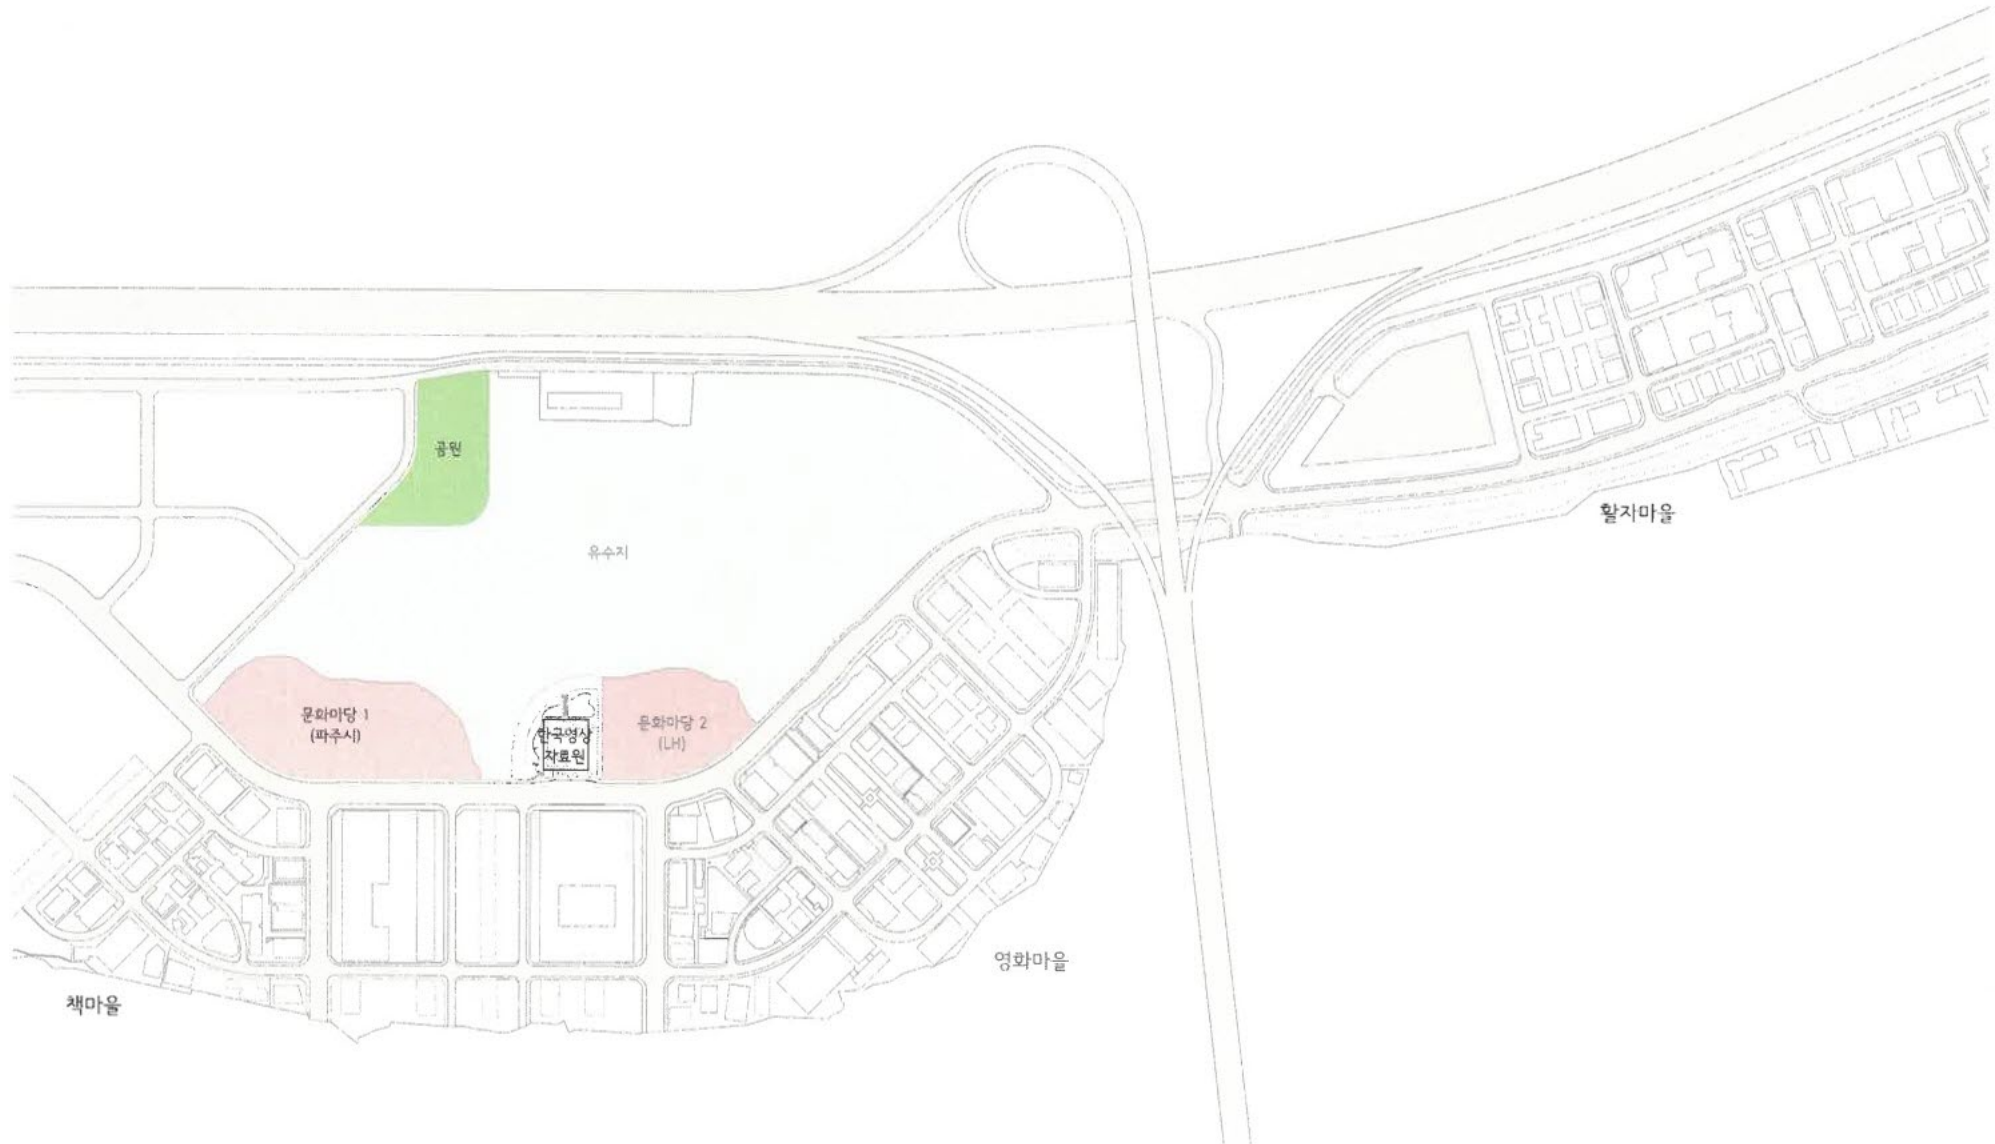 공원
유수지
활자마을
문화마당 1
(파주시)
한국영상
자료원
문화마당 2
(LH)
영화마을
책마을